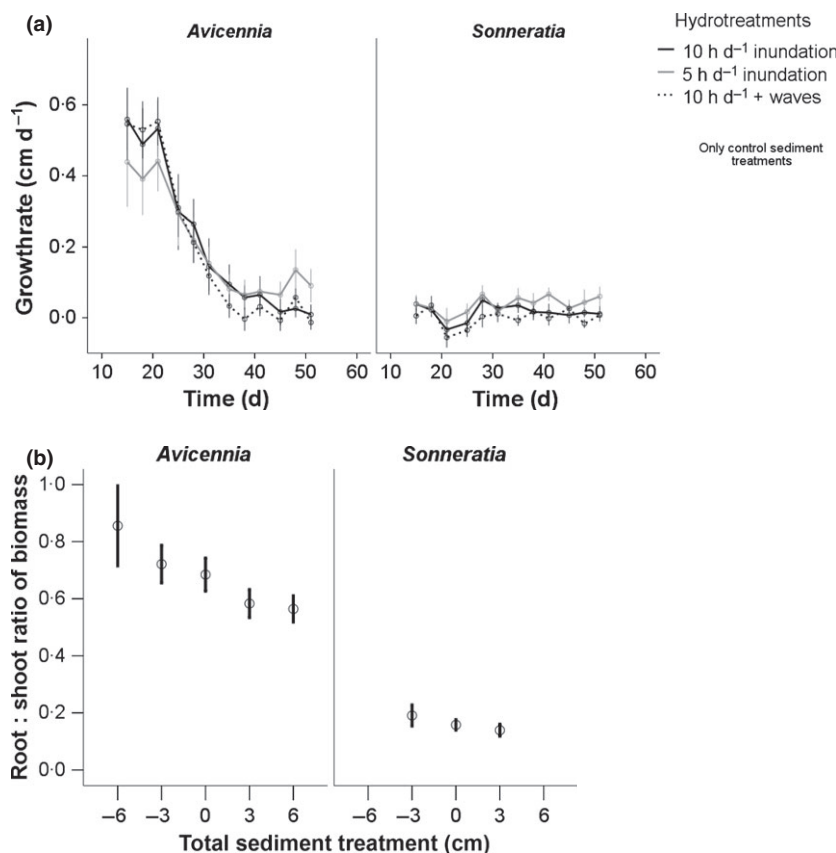 (a)
Avicennia
Sonneratia
Hydrotreatments
10 h d⁻¹ inundation
5 h d⁻¹ inundation
10 h d⁻¹ + waves
Only control sediment
treatments
Growthrate (cm d⁻¹)
0·6
0·4
0·2
0·0
10 20 30 40 50 60
10 20 30 40 50 60
Time (d)
Time (d)
(b)
Avicennia
Sonneratia
Root : shoot ratio of biomass
1·0
0·8
0·6
0·4
0·2
0·0
–6 –3 0 3 6
–6 –3 0 3 6
Total sediment treatment (cm)